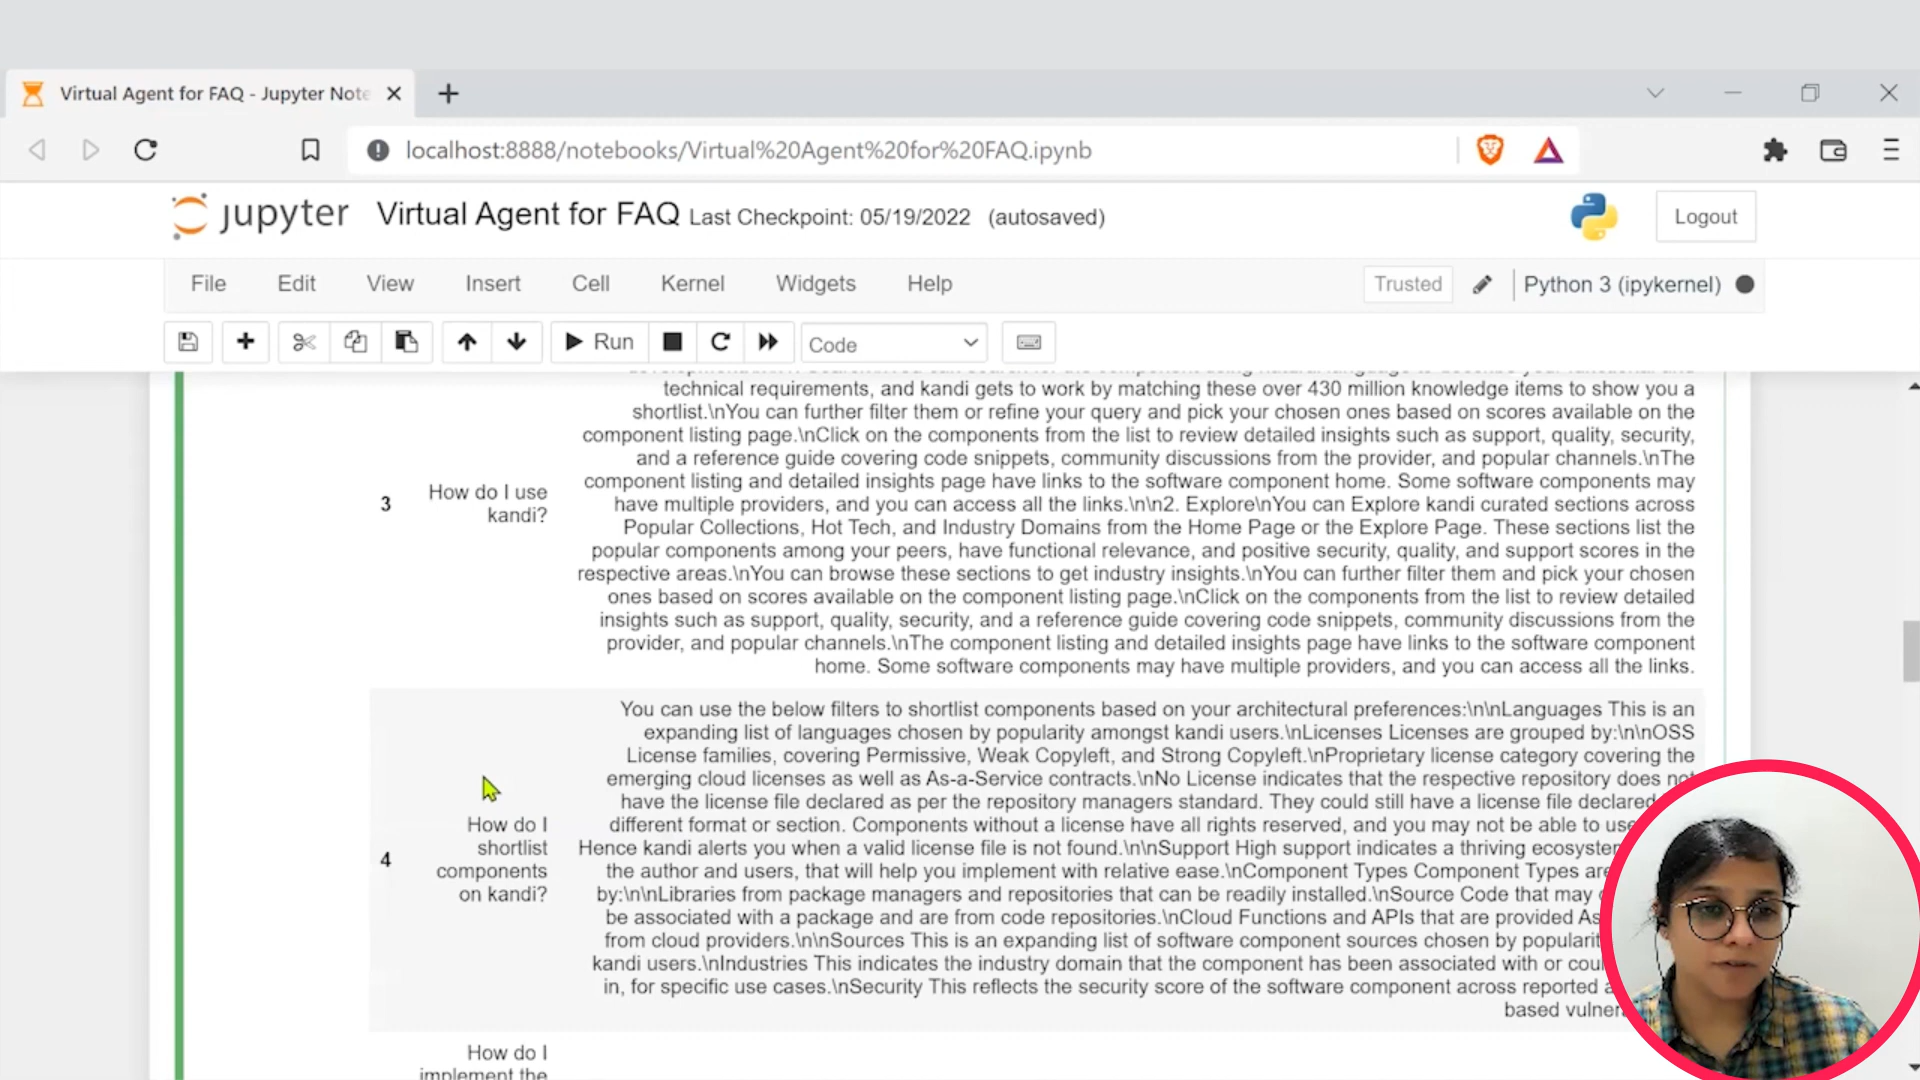 Virtual Agent for FAQ - Jupyter Note
localhost:8888/notebooks/Virtual%20Agent%20for%20FAQ.ipynb
jupyter Virtual Agent for FAQ Last Checkpoint: 05/19/2022 (autosaved)
Logout
File Edit View Insert Cell Kernel Widgets Help
Trusted
Python 3 (ipykernel)
Run
Code
technical requirements, and kandi gets to work by matching these over 430 million knowledge items to show you a
shortlist.\nYou can further filter them or refine your query and pick your chosen ones based on scores available on the
component listing page.\nClick on the components from the list to review detailed insights such as support, quality, security,
and a reference guide covering code snippets, community discussions from the provider, and popular channels.\nThe
component listing and detailed insights page have links to the software component home. Some software components may
3 How do I use
kandi?
have multiple providers, and you can access all the links.\n\n2. Explore\nYou can Explore kandi curated sections across
Popular Collections, Hot Tech, and Industry Domains from the Home Page or the Explore Page. These sections list the
popular components among your peers, have functional relevance, and positive security, quality, and support scores in the
respective areas.\nYou can browse these sections to get industry insights.\nYou can further filter them and pick your chosen
ones based on scores available on the component listing page.\nClick on the components from the list to review detailed
insights such as support, quality, security, and a reference guide covering code snippets, community discussions from the
provider, and popular channels.\nThe component listing and detailed insights page have links to the software component
home. Some software components may have multiple providers, and you can access all the links.
4 How do I
shortlist
components
on kandi?
You can use the below filters to shortlist components based on your architectural preferences:\n\nLanguages This is an
expanding list of languages chosen by popularity amongst kandi users.\nLicenses Licenses are grouped by:\n\nOSS
License families, covering Permissive, Weak Copyleft, and Strong Copyleft.\nProprietary license category covering the
emerging cloud licenses as well as As-a-Service contracts.\nNo License indicates that the respective repository does not
have the license file declared as per the repository managers standard. They could still have a license file declared
different format or section. Components without a license have all rights reserved, and you may not be able to use
Hence kandi alerts you when a valid license file is not found.\n\nSupport High support indicates a thriving ecosystem
the author and users, that will help you implement with relative ease.\nComponent Types Component Types are
by:\n\nLibraries from package managers and repositories that can be readily installed.\nSource Code that may
be associated with a package and are from code repositories.\nCloud Functions and APIs that are provided As
from cloud providers.\n\nSources This is an expanding list of software component sources chosen by
kandi users.\nIndustries This indicates the industry domain that the component has been associated with or
in, for specific use cases.\nSecurity This reflects the security score of the software component across reported
based
How do I
implement the